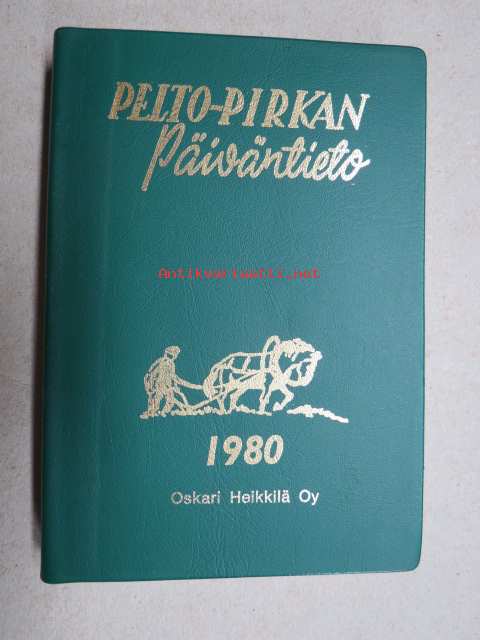 PELTO-PIRKAN
Päiväntieto
Antikvariaatti.net
1980
Oskari Heikkilä Oy